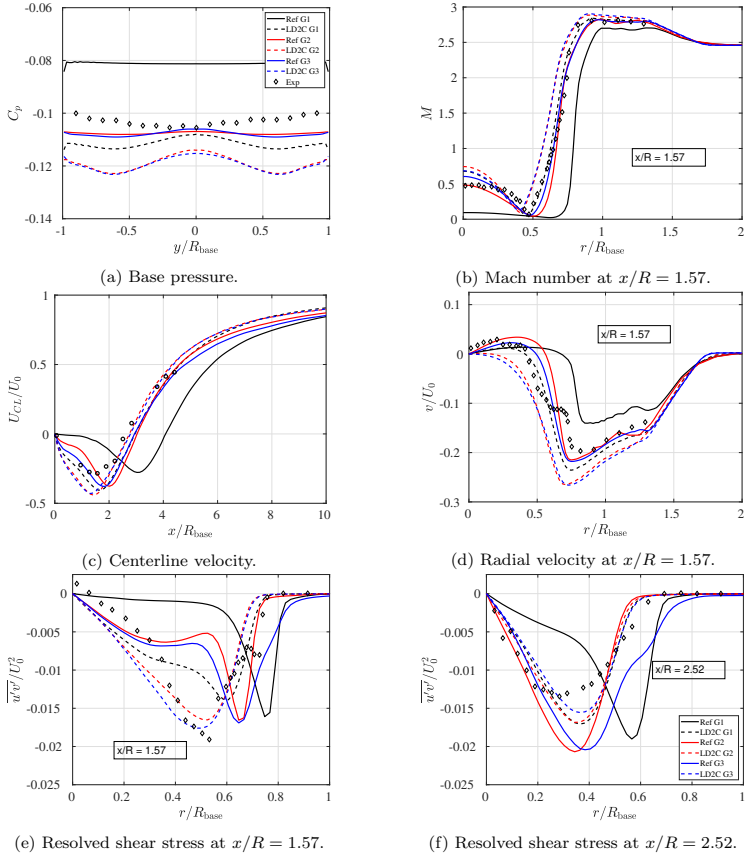 -0.04
-0.06
-0.08
-0.1
-0.12
-0.14
C_p
Ref G1
LD2C G1
Ref G2
LD2C G2
Ref G3
LD2C G3
Exp
-1 -0.5 0 0.5 1
y/R_base
(a) Base pressure.
3
2.5
2
1.5
1
0.5
0
M
x/R = 1.57
0 0.5 1 1.5 2
r/R_base
(b) Mach number at x/R = 1.57.
1
0.5
0
-0.5
U_CL/U_0
0 2 4 6 8 10
x/R_base
(c) Centerline velocity.
0.1
0
-0.1
-0.2
-0.3
v/U_0
x/R = 1.57
0 0.5 1 1.5 2
r/R_base
(d) Radial velocity at x/R = 1.57.
0
-0.005
-0.01
-0.015
-0.02
-0.025
u′v′/U_0^2
x/R = 1.57
0 0.2 0.4 0.6 0.8 1
r/R_base
(e) Resolved shear stress at x/R = 1.57.
0
-0.005
-0.01
-0.015
-0.02
-0.025
u′v′/U_0^2
x/R = 2.52
Ref G1
LD2C G1
Ref G2
LD2C G2
Ref G3
LD2C G3
0 0.2 0.4 0.6 0.8 1
r/R_base
(f) Resolved shear stress at x/R = 2.52.